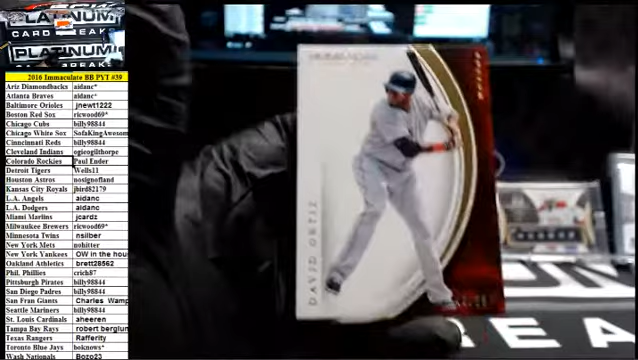 PLATINUM
CARD BREAK
PLATINUM
2016 Immaculate BB PYT #39
Ariz Diamondbacks aidanc*
Atlanta Braves aidanc*
Baltimore Orioles jnewt1222
Boston Red Sox ricwood69*
Chicago Cubs billy98844
Chicago White Sox SofaKingAwesom
Cinncinnati Reds billy98844
Cleveland Indians ogieogilthorpe
Colorado Rockies Paul Ender
Detroit Tigers Wells11
Houston Astros nosignofland
Kansas City Royals jbird82179
L.A. Angels aidanc
L.A. Dodgers aidanc
Miami Marlins jcardz
Milwaukee Brewers ricwood69*
Minnesota Twins nsilber
New York Mets nohitter
New York Yankees OW in the hou
Oakland Athletics brett28562
Phil. Phillies crich87
Pittsburgh Pirates billy98844
San Diego Padres billy98844
San Fran Giants Charles Wamp
Seattle Mariners billy98844
St. Louis Cardinals aheeren
Tampa Bay Rays robert berglun
Texas Rangers Rafferity
Toronto Blue Jays boknows*
Wash Nationals Bozo23
DAVID ORTIZ